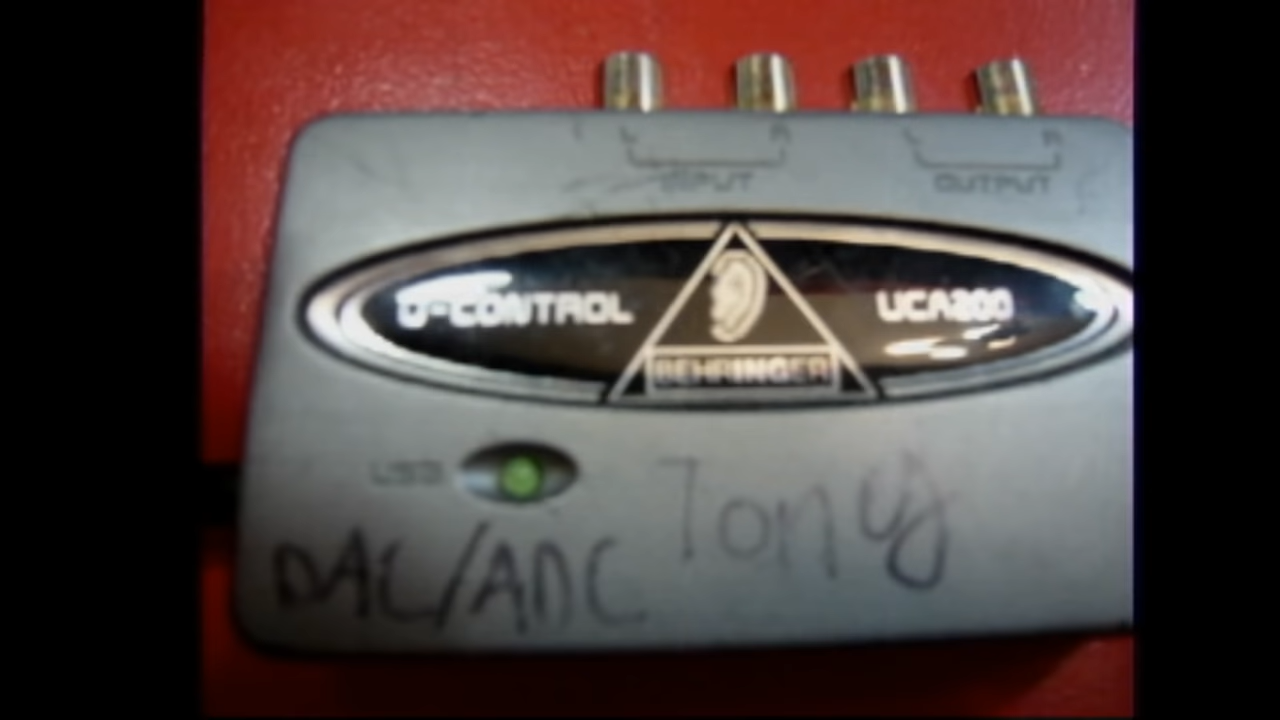 L R L R
INPUT OUTPUT
U-CONTROL UCA200
BEHRINGER
USB
Tony
DAC/ADC